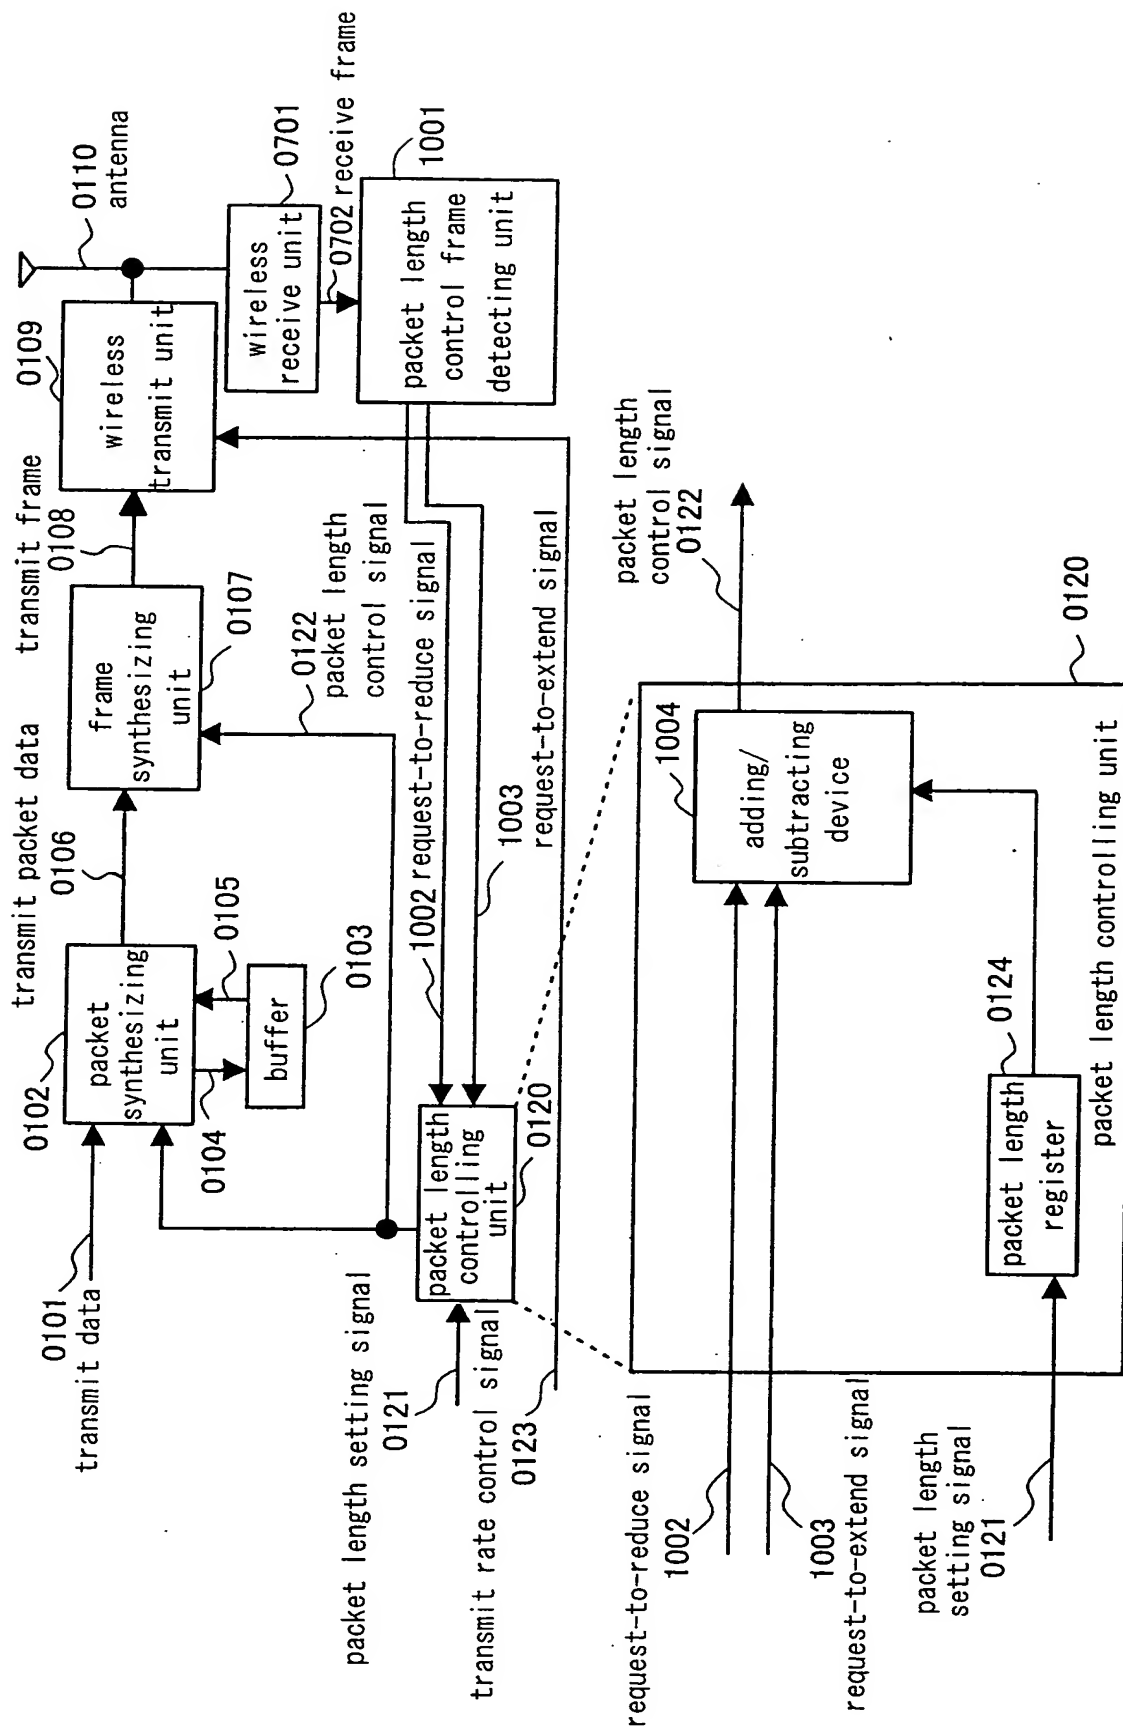 0110
antenna
0109
wireless
transmit unit
wireless
receive unit
0701
0702 receive frame
1001
packet length
control frame
detecting unit
transmit frame
0108
frame
synthesizing
unit
0107
transmit packet data
0106
0102
packet
synthesizing
unit
0104
0105
buffer
0103
0101
transmit data
0122
packet length
control signal
1002 request-to-reduce signal
1003
request-to-extend signal
packet length
controlling
unit
0120
packet length setting signal
0121
transmit rate control signal
0123
request-to-reduce signal
1002
1003
request-to-extend signal
packet length
setting signal
0121
packet length
register
0124
1004
adding/
subtracting
device
packet length
control signal
0122
0120
packet length controlling unit